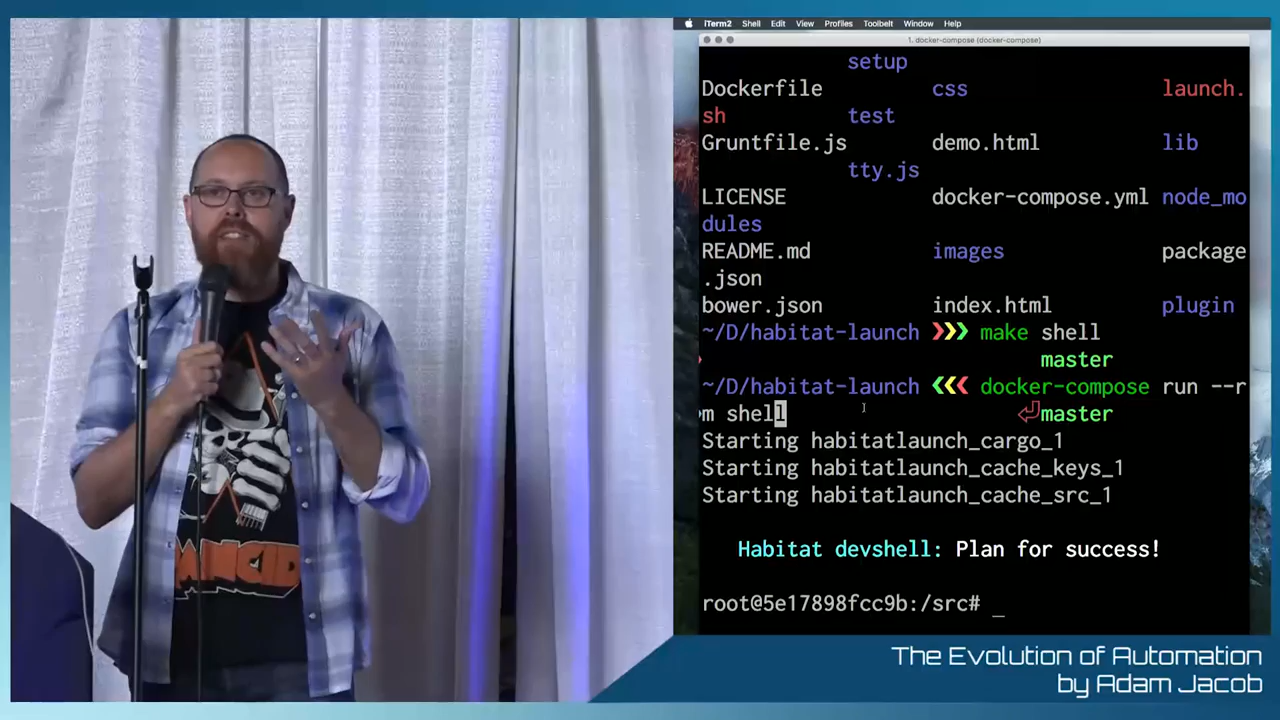 iTerm2 Shell Edit View Profiles Toolbelt Window Help
1. docker-compose (docker-compose)
setup
Dockerfile css launch.
sh test
Gruntfile.js demo.html lib
tty.js
LICENSE docker-compose.yml node_mo
dules
README.md images package
.json
bower.json index.html plugin
~/D/habitat-launch ❯❯❯ make shell
master
~/D/habitat-launch ❮❮❮ docker-compose run --r
m shell ⏎master
Starting habitatlaunch_cargo_1
Starting habitatlaunch_cache_keys_1
Starting habitatlaunch_cache_src_1
Habitat devshell: Plan for success!
root@5e17898fcc9b:/src# _
RANCID
The Evolution of Automation
by Adam Jacob